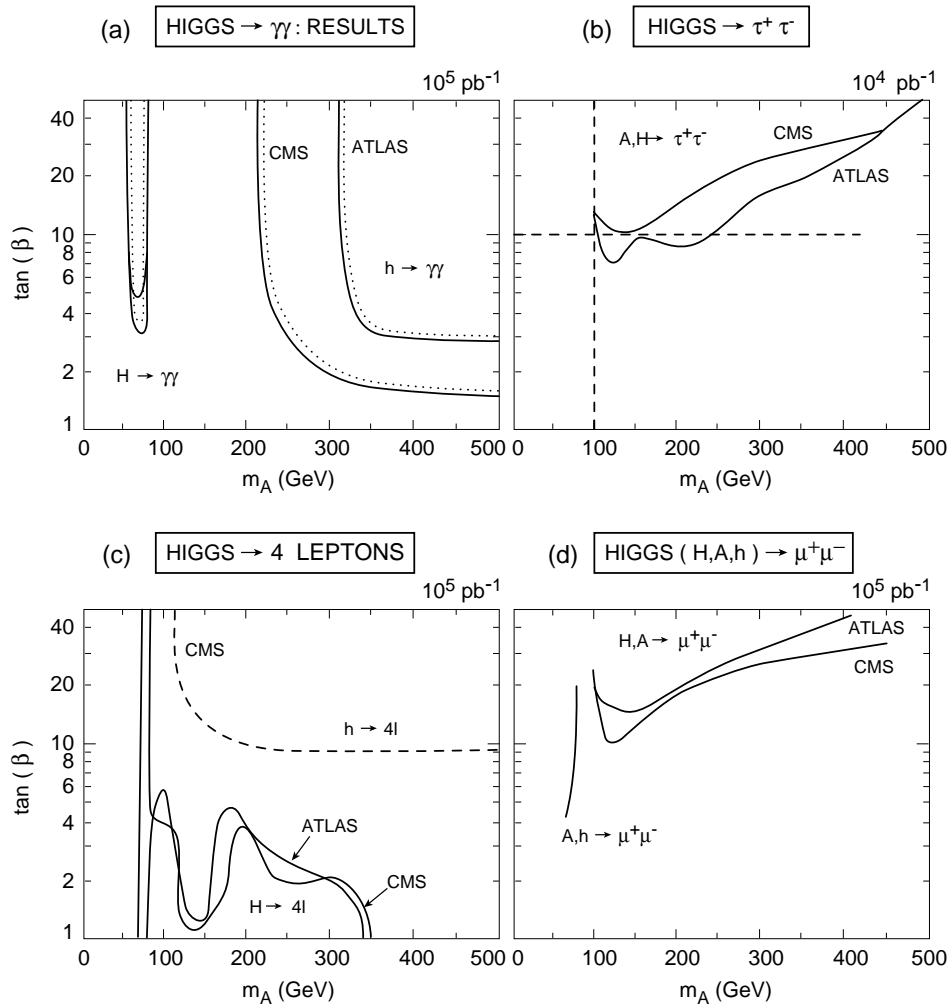 (a) HIGGS → γγ : RESULTS
10⁵ pb⁻¹
tan (β)
40
20
10
8
6
4
2
1
CMS
ATLAS
h → γγ
H → γγ
0 100 200 300 400 500
m_A (GeV)
(b) HIGGS → τ⁺ τ⁻
10⁴ pb⁻¹
A,H → τ⁺τ⁻
CMS
ATLAS
100 200 300 400 500
m_A (GeV)
(c) HIGGS → 4 LEPTONS
10⁵ pb⁻¹
tan (β)
40
20
10
8
6
4
2
1
CMS
h → 4l
ATLAS
CMS
H → 4l
0 100 200 300 400 500
m_A (GeV)
(d) HIGGS ( H,A,h ) → μ⁺μ⁻
10⁵ pb⁻¹
H,A → μ⁺μ⁻
ATLAS
CMS
A,h → μ⁺μ⁻
0 100 200 300 400 500
m_A (GeV)